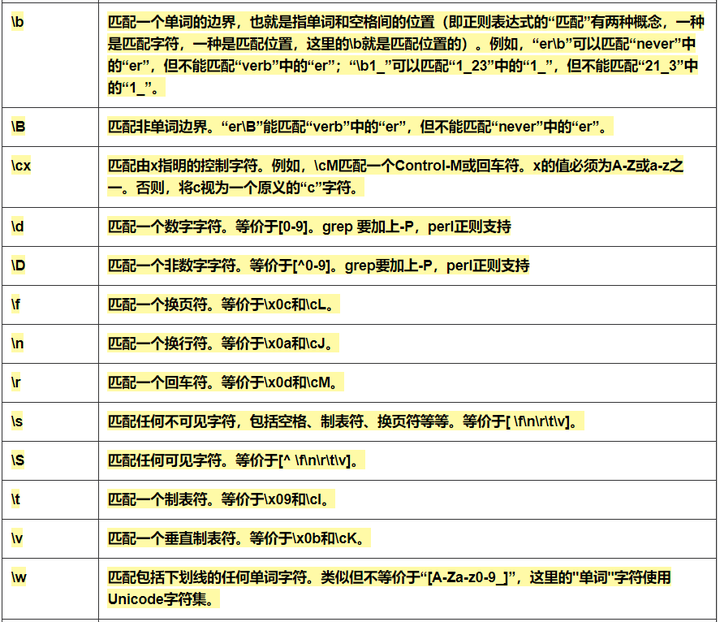 \b
匹配一个单词的边界，也就是指单词和空格间的位置（即正则表达式的“匹配”有两种概念，一种
是匹配字符，一种是匹配位置，这里的\b就是匹配位置的）。例如，“er\b”可以匹配“never”中
的“er”，但不能匹配“verb”中的“er”；“\b1_”可以匹配“1_23”中的“1_”，但不能匹配“21_3”中
的“1_”。
\B
匹配非单词边界。“er\B”能匹配“verb”中的“er”，但不能匹配“never”中的“er”。
\cx
匹配由x指明的控制字符。例如，\cM匹配一个Control-M或回车符。x的值必须为A-Z或a-z之
一。否则，将c视为一个原义的“c”字符。
\d
匹配一个数字字符。等价于[0-9]。grep 要加上-P，perl正则支持
\D
匹配一个非数字字符。等价于[^0-9]。grep要加上-P，perl正则支持
\f
匹配一个换页符。等价于\x0c和\cL。
\n
匹配一个换行符。等价于\x0a和\cJ。
\r
匹配一个回车符。等价于\x0d和\cM。
\s
匹配任何不可见字符，包括空格、制表符、换页符等等。等价于[ \f\n\r\t\v]。
\S
匹配任何可见字符。等价于[^ \f\n\r\t\v]。
\t
匹配一个制表符。等价于\x09和\cI。
\v
匹配一个垂直制表符。等价于\x0b和\cK。
\w
匹配包括下划线的任何单词字符。类似但不等价于“[A-Za-z0-9_]”，这里的"单词"字符使用
Unicode字符集。